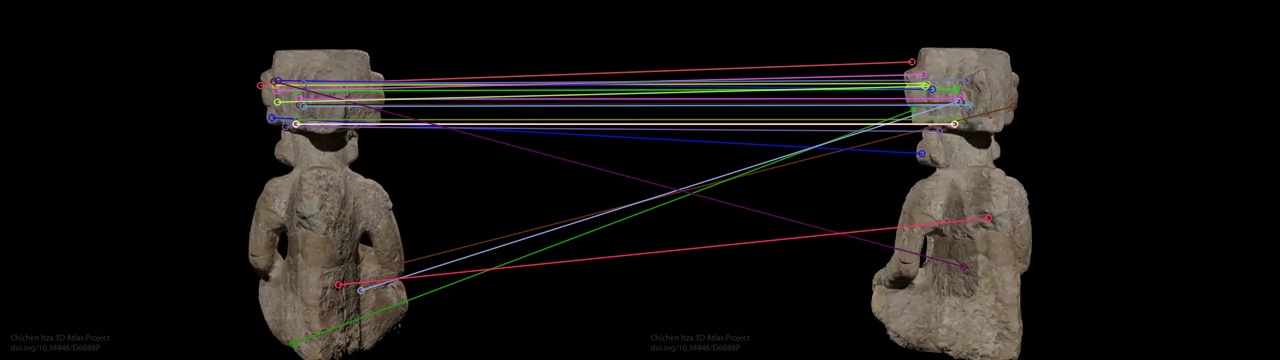 Chichen Itza 3D Atlas Project
doi.org/10.34946/D6B88P
Chichen Itza 3D Atlas Project
doi.org/10.34946/D6B88P